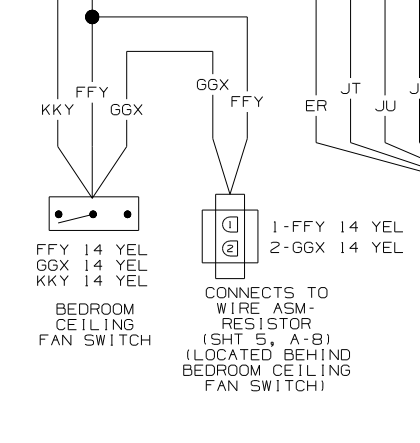 FFY
KKY
GGX
GGX
FFY
ER
JT
JU
J
1
2
1-FFY 14 YEL
2-GGX 14 YEL
FFY 14 YEL
GGX 14 YEL
KKY 14 YEL
BEDROOM
CEILING
FAN SWITCH
CONNECTS TO
WIRE ASM-
RESISTOR
(SHT 5, A-8)
(LOCATED BEHIND
BEDROOM CEILING
FAN SWITCH)